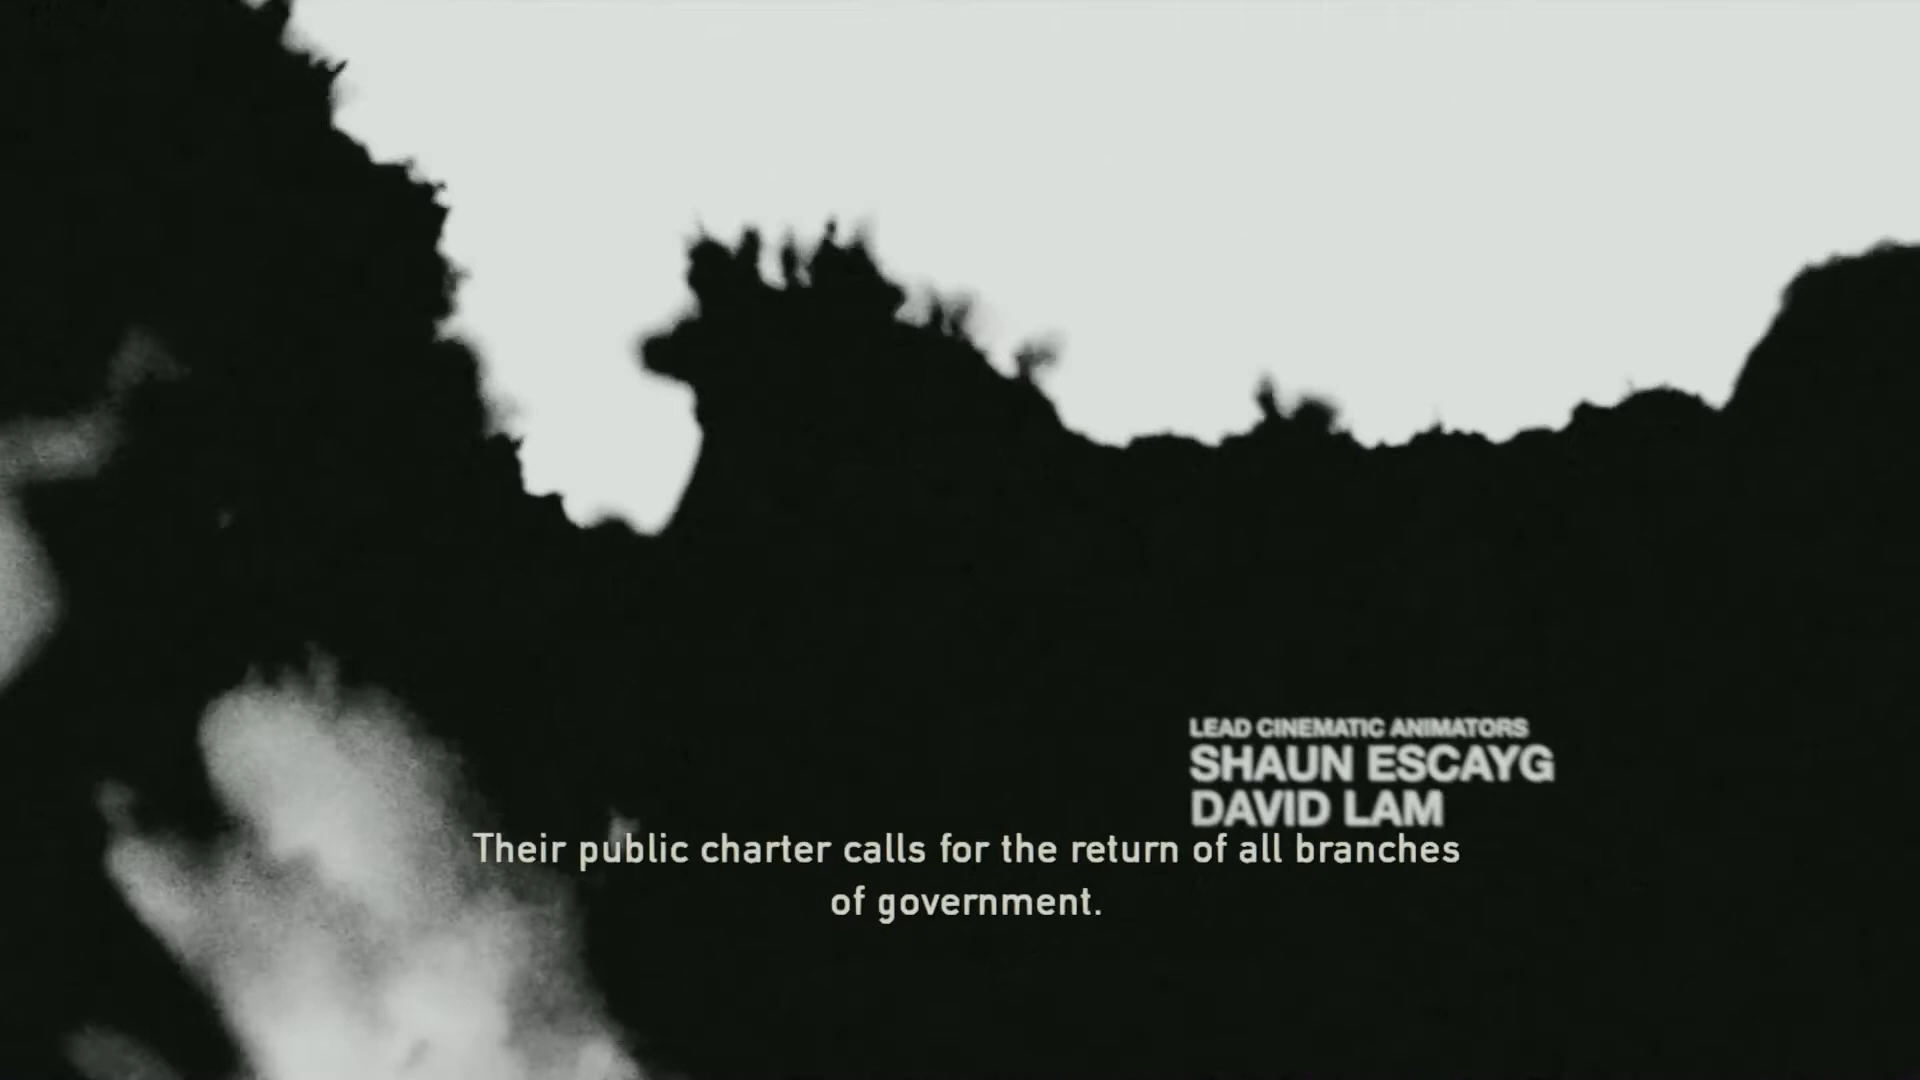 LEAD CINEMATIC ANIMATORS
SHAUN ESCAYG
DAVID LAM
Their public charter calls for the return of all branches
of government.